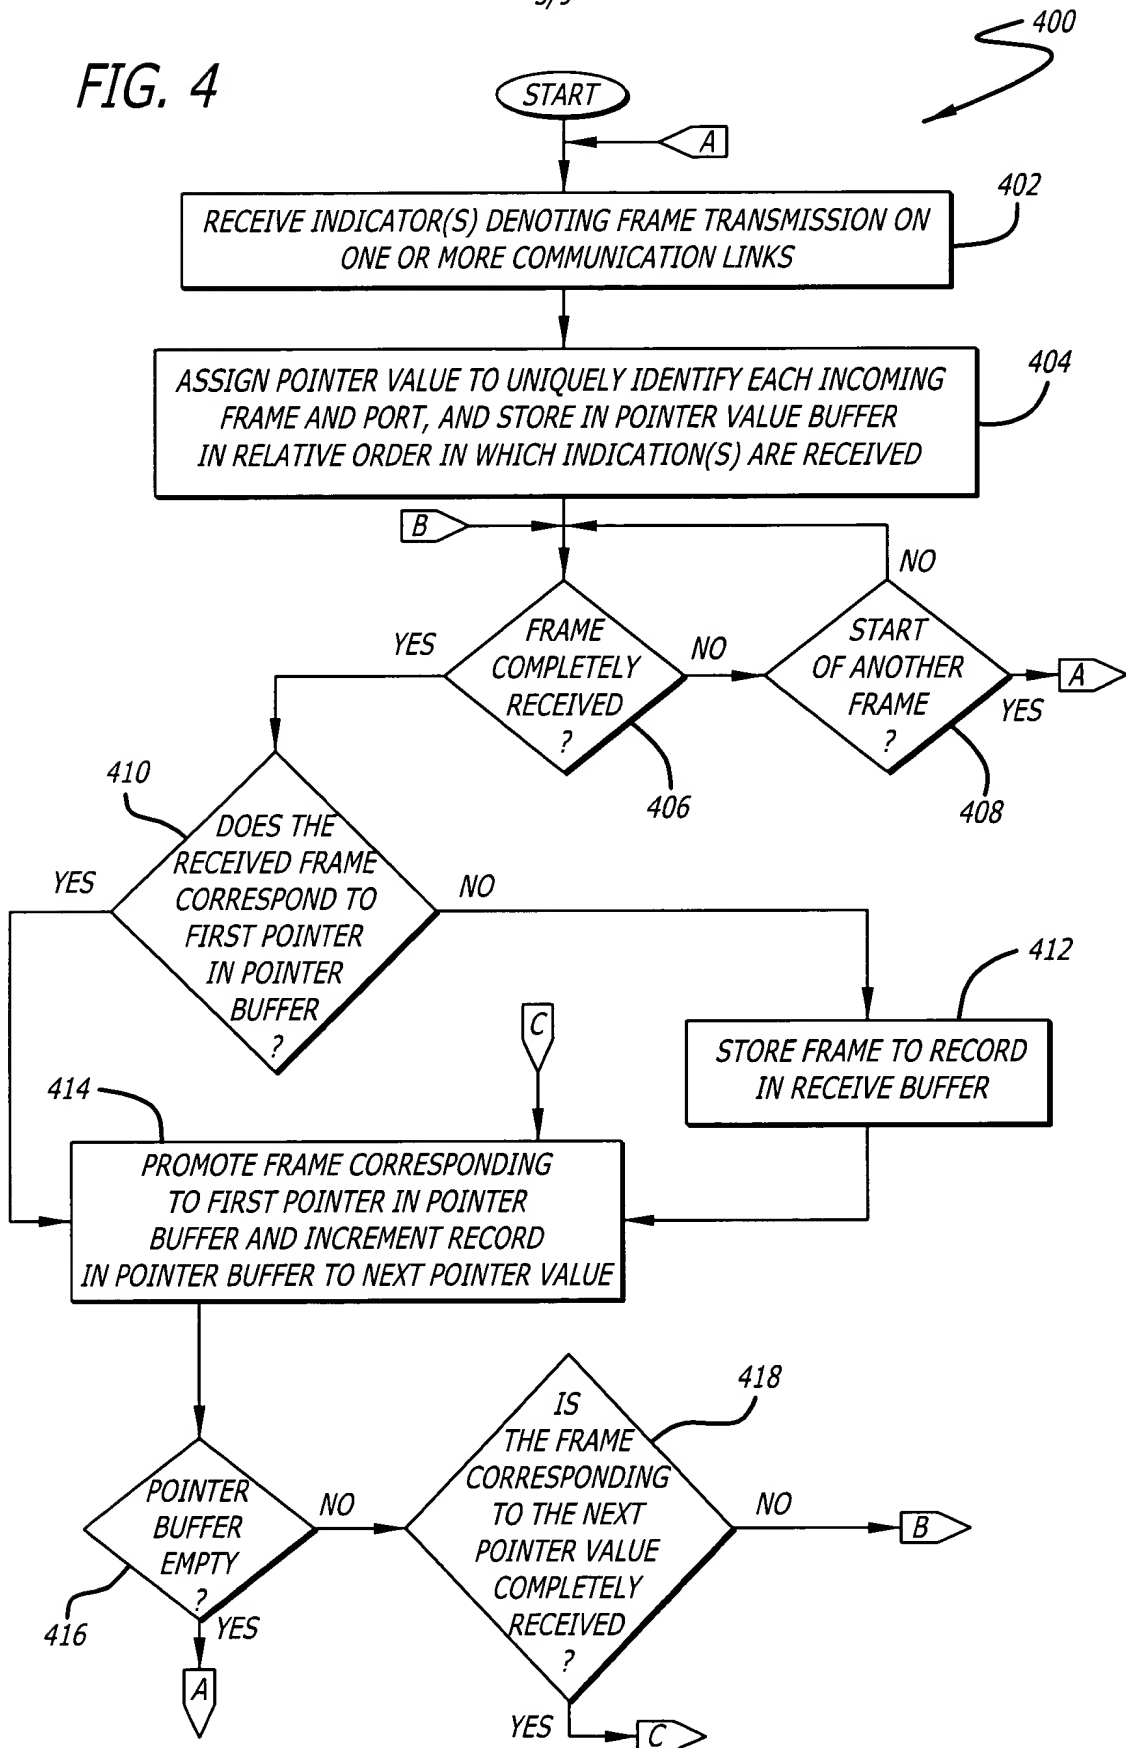 400
FIG. 4
START
A
402
RECEIVE INDICATOR(S) DENOTING FRAME TRANSMISSION ON
ONE OR MORE COMMUNICATION LINKS
404
ASSIGN POINTER VALUE TO UNIQUELY IDENTIFY EACH INCOMING
FRAME AND PORT, AND STORE IN POINTER VALUE BUFFER
IN RELATIVE ORDER IN WHICH INDICATION(S) ARE RECEIVED
B
NO
YES
FRAME
COMPLETELY
RECEIVED
?
NO
START
OF ANOTHER
FRAME
?
A
YES
406
408
410
DOES THE
RECEIVED FRAME
CORRESPOND TO
FIRST POINTER
IN POINTER
BUFFER
?
YES
NO
412
C
STORE FRAME TO RECORD
IN RECEIVE BUFFER
414
PROMOTE FRAME CORRESPONDING
TO FIRST POINTER IN POINTER
BUFFER AND INCREMENT RECORD
IN POINTER BUFFER TO NEXT POINTER VALUE
418
POINTER
BUFFER
EMPTY
?
NO
IS
THE FRAME
CORRESPONDING
TO THE NEXT
POINTER VALUE
COMPLETELY
RECEIVED
?
NO
B
416
YES
A
YES
C